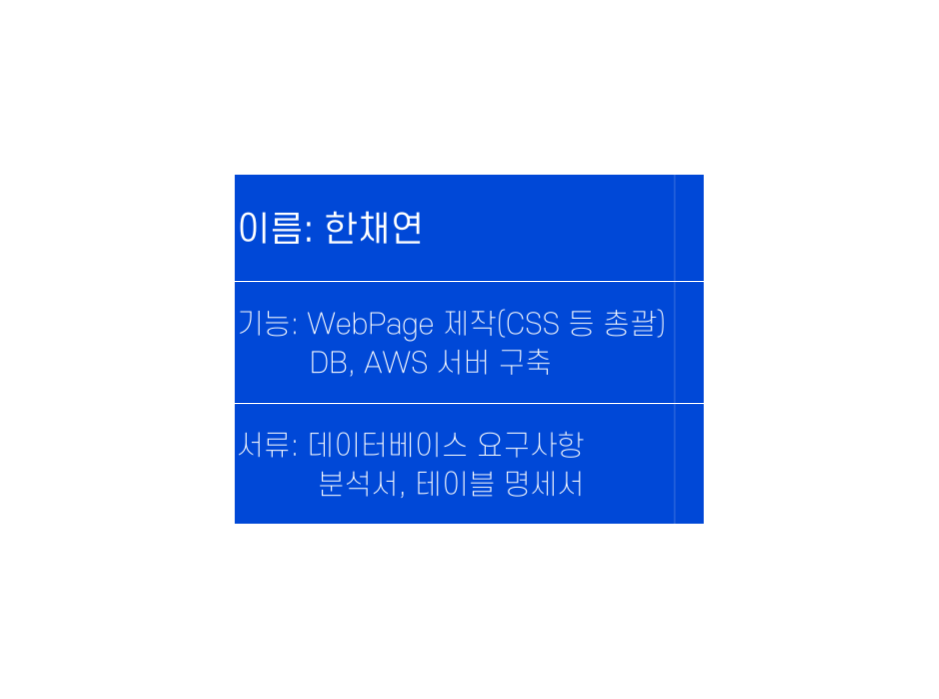 이름: 한채연
기능: WebPage 제작(CSS 등 총괄)
DB, AWS 서버 구축
서류: 데이터베이스 요구사항
분석서, 테이블 명세서